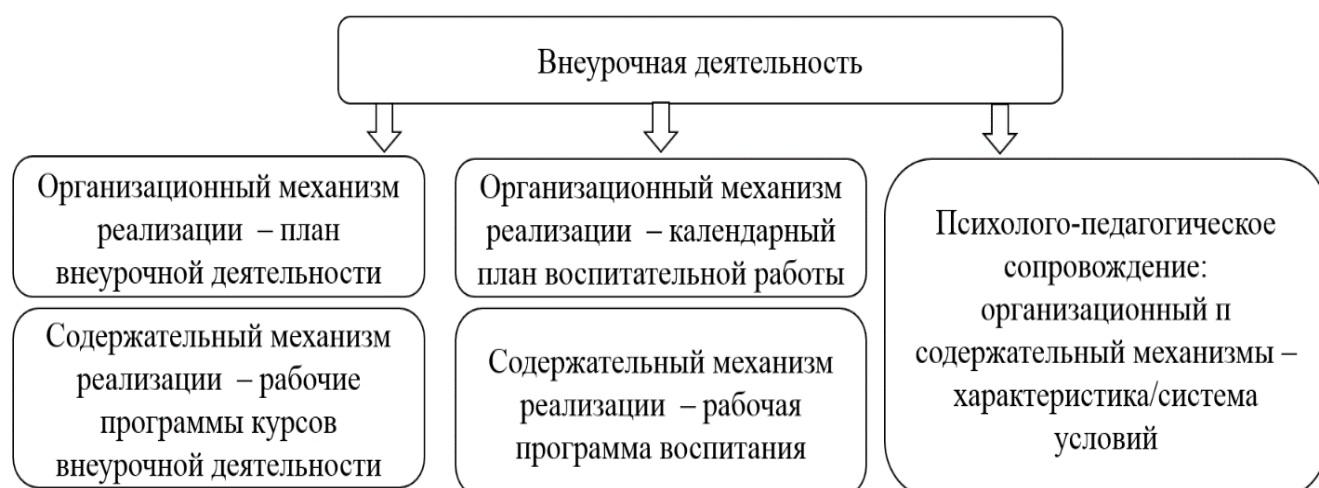 Внеурочная деятельность
Организационный механизм
реализации – план
внеурочной деятельности
Содержательный механизм
реализации – рабочие
программы курсов
внеурочной деятельности
Организационный механизм
реализации – календарный
план воспитательной работы
Содержательный механизм
реализации – рабочая
программа воспитания
Психолого-педагогическое
сопровождение:
организационный п
содержательный механизмы –
характеристика/система
условий